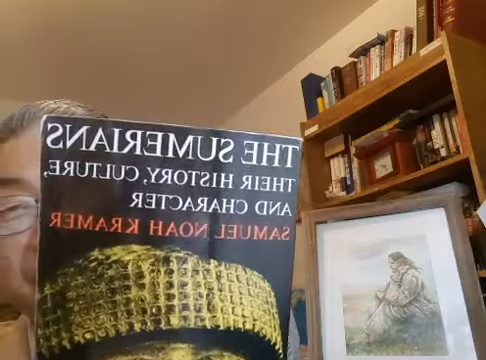 THE SUMERIANS
THEIR HISTORY, CULTURE,
AND CHARACTER
SAMUEL NOAH KRAMER